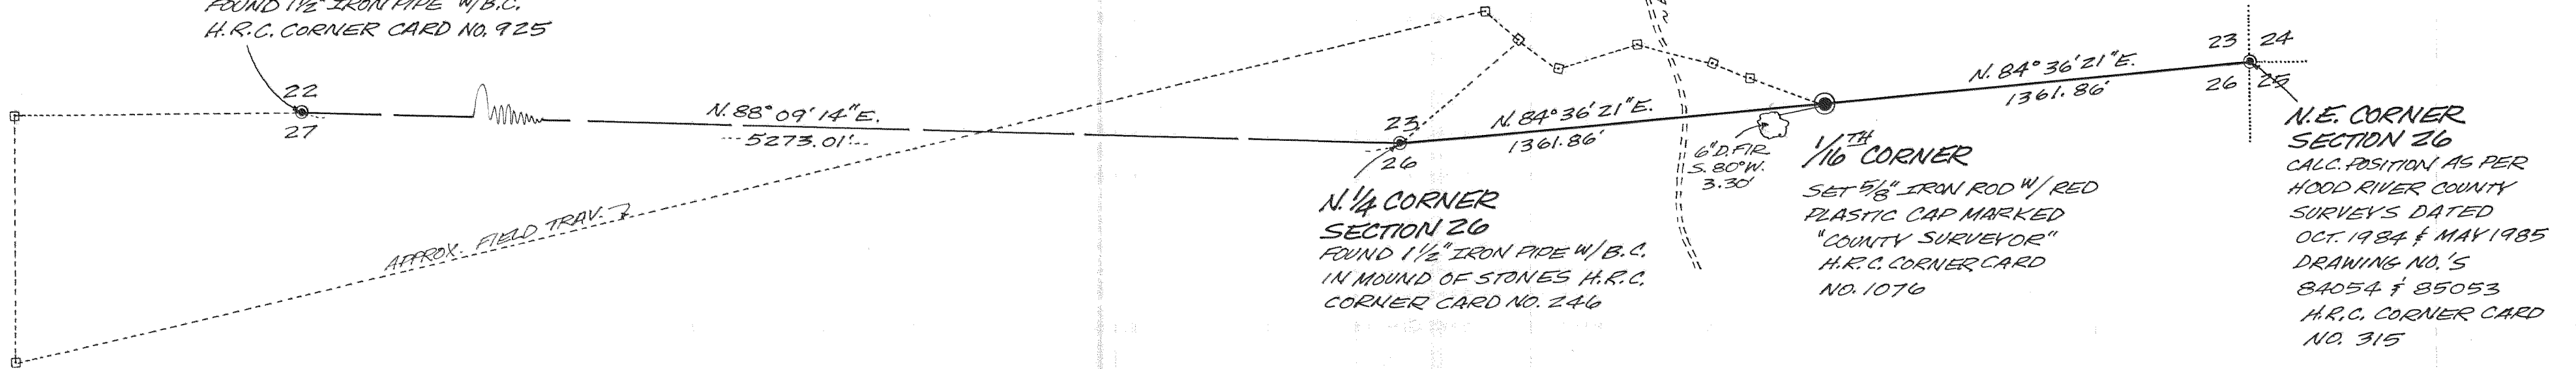 FOUND 1½" IRON PIPE W/B.C.
H.R.C. CORNER CARD NO. 925
22
27
N. 88° 09' 14" E.
5273.01'
APPROX. FIELD TRAV.
23
26
N. 84° 36' 21" E.
1361.86'
N. 1/4 CORNER
SECTION 26
FOUND 1½" IRON PIPE W/B.C.
IN MOUND OF STONES H.R.C.
CORNER CARD NO. 246
6" D. FIR
S. 80° W.
3.30'
1/16TH CORNER
SET 5/8" IRON ROD W/ RED
PLASTIC CAP MARKED
"COUNTY SURVEYOR"
H.R.C. CORNER CARD
NO. 1076
N. 84° 36' 21" E.
1361.86'
23 24
26 25
N.E. CORNER
SECTION 26
CALC. POSITION AS PER
HOOD RIVER COUNTY
SURVEYS DATED
OCT. 1984 & MAY 1985
DRAWING NO.'S
84054 & 85053
H.R.C. CORNER CARD
NO. 315